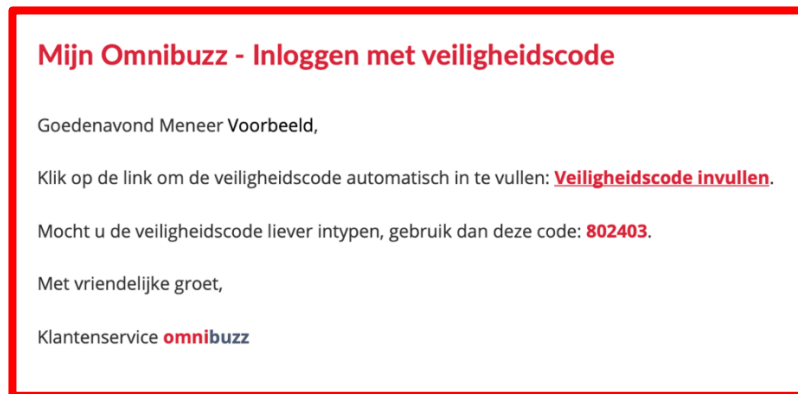 Mijn Omnibuzz - Inloggen met veiligheidscode
Goedenavond Meneer Voorbeeld,
Klik op de link om de veiligheidscode automatisch in te vullen: Veiligheidscode invullen.
Mocht u de veiligheidscode liever intypen, gebruik dan deze code: 802403.
Met vriendelijke groet,
Klantenservice omnibuzz